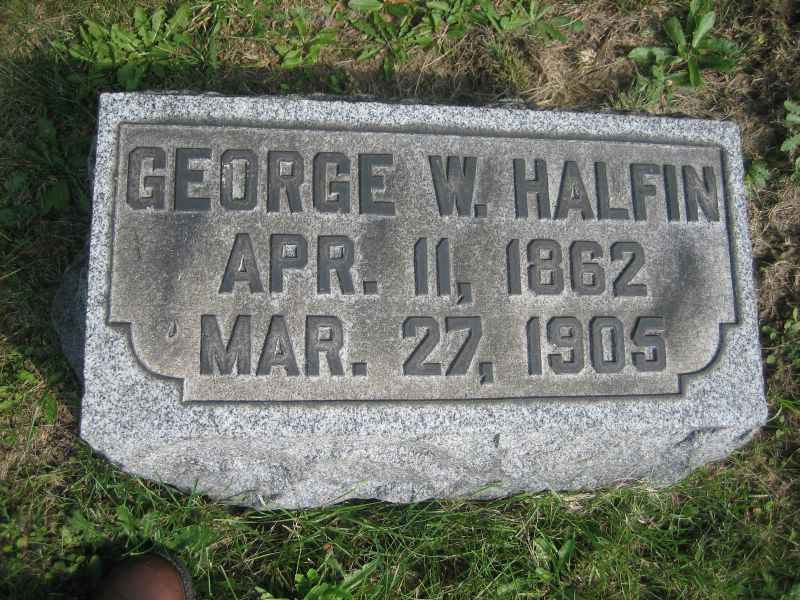 GEORGE W. HALFIN
APR. 11, 1862
MAR. 27, 1905